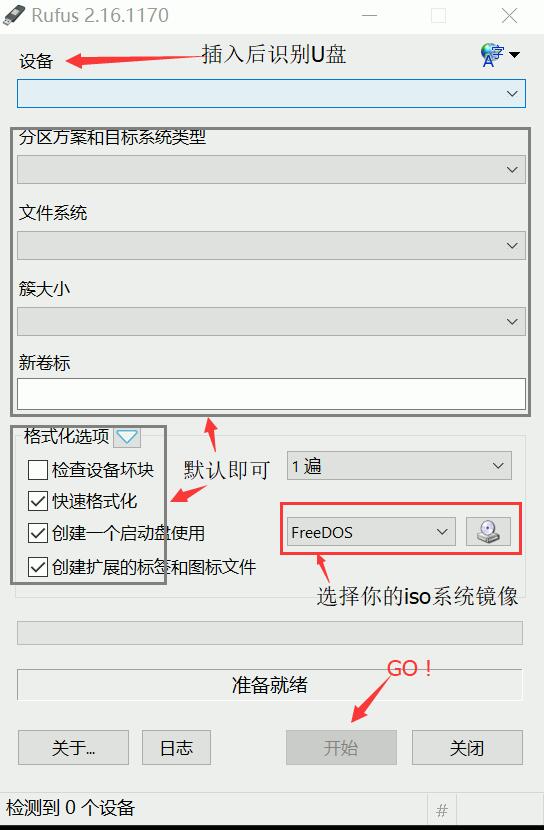 Rufus 2.16.1170
设备
插入后识别U盘
分区方案和目标系统类型
文件系统
簇大小
新卷标
格式化选项
检查设备坏块
默认即可
1 遍
快速格式化
创建一个启动盘使用
FreeDOS
创建扩展的标签和图标文件
选择你的iso系统镜像
GO！
准备就绪
关于...
日志
开始
关闭
检测到 0 个设备
#